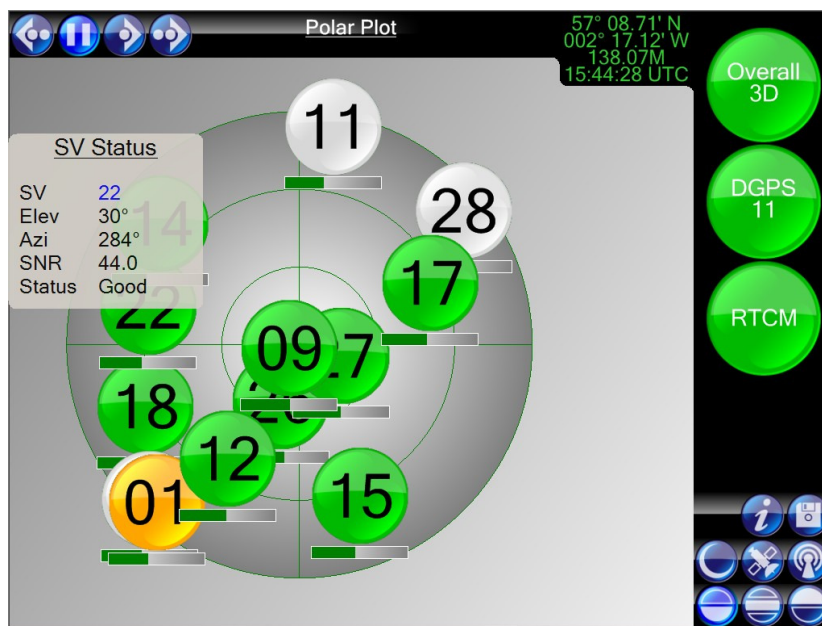 Polar Plot
57° 08.71' N
002° 17.12' W
138.07M
15:44:28 UTC
Overall
3D
DGPS
11
RTCM
SV Status
SV 22
Elev 30°
Azi 284°
SNR 44.0
Status Good
11
28
14
17
22
09
27
18
12
01
15
i